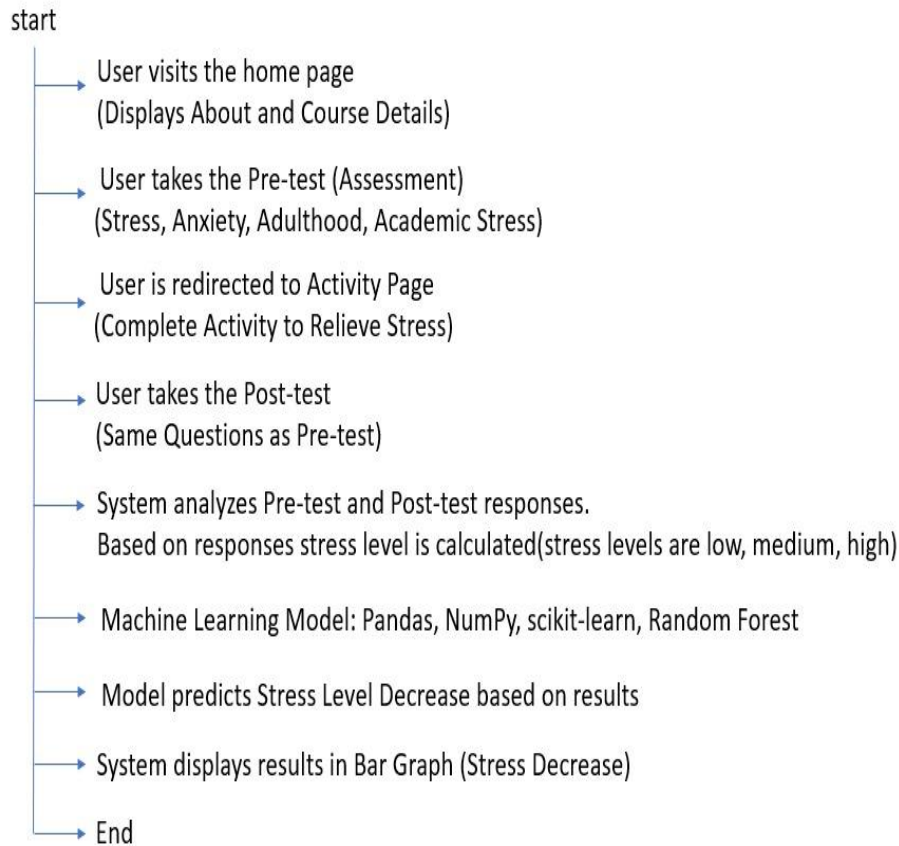 start
User visits the home page
(Displays About and Course Details)
User takes the Pre-test (Assessment)
(Stress, Anxiety, Adulthood, Academic Stress)
User is redirected to Activity Page
(Complete Activity to Relieve Stress)
User takes the Post-test
(Same Questions as Pre-test)
System analyzes Pre-test and Post-test responses.
Based on responses stress level is calculated(stress levels are low, medium, high)
Machine Learning Model: Pandas, NumPy, scikit-learn, Random Forest
Model predicts Stress Level Decrease based on results
System displays results in Bar Graph (Stress Decrease)
End